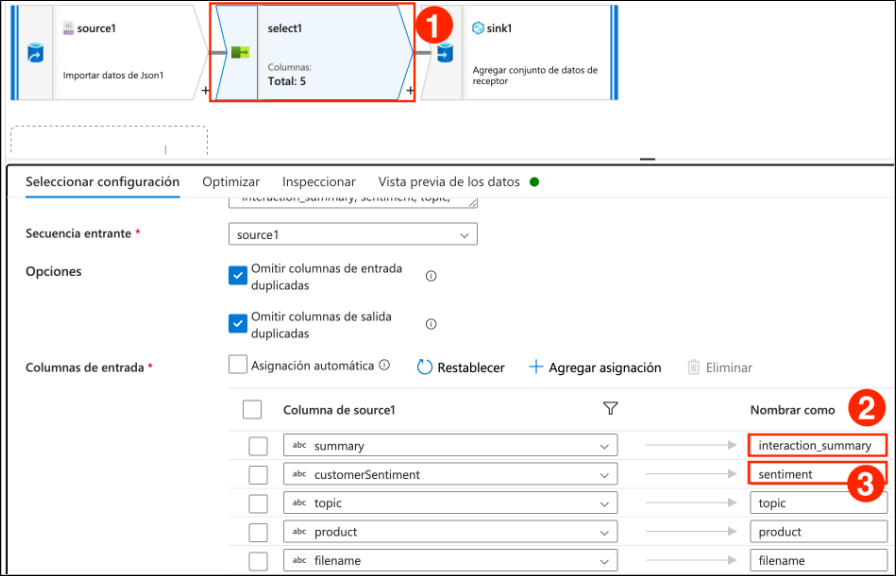 source1
Importar datos de Json1
+
select1
Columnas:
Total: 5
+
1
sink1
Agregar conjunto de datos de
receptor
Seleccionar configuración
Optimizar
Inspeccionar
Vista previa de los datos
interaction_summary, sentiment, topic,
Secuencia entrante *
source1
Opciones
Omitir columnas de entrada
duplicadas
Omitir columnas de salida
duplicadas
Columnas de entrada *
Asignación automática
Restablecer
+ Agregar asignación
Eliminar
Columna de source1
Nombrar como
2
abc summary
interaction_summary
abc customerSentiment
sentiment
3
abc topic
topic
abc product
product
abc filename
filename